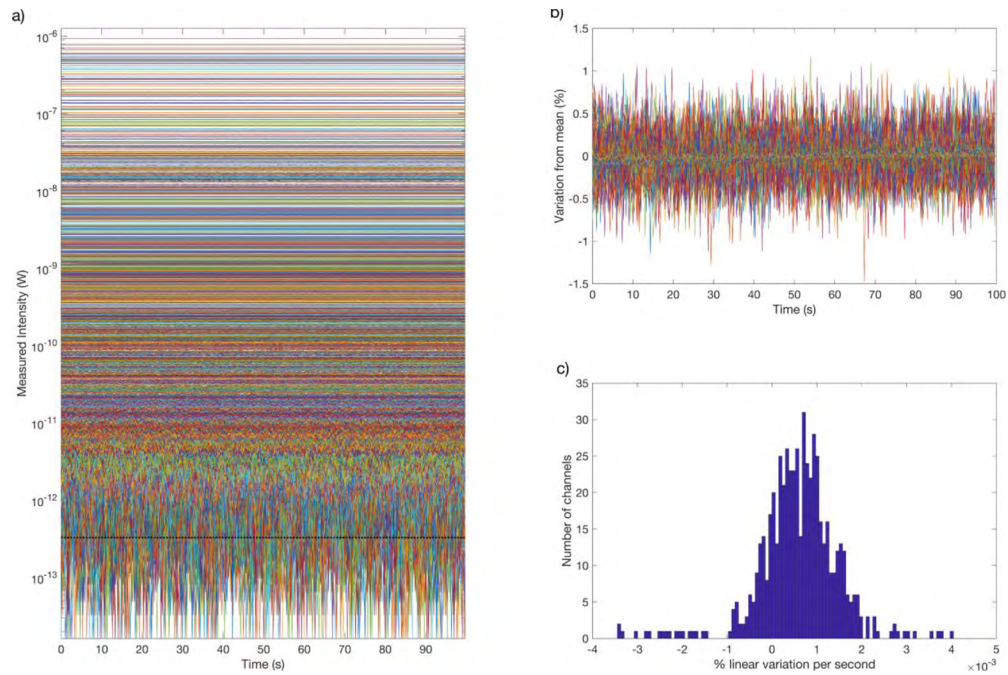 a)
10-6
10-7
10-8
10-9
10-10
10-11
10-12
10-13
Measured Intensity (W)
0 10 20 30 40 50 60 70 80 90
Time (s)
b)
1.5
1
0.5
0
-0.5
-1
-1.5
Variation from mean (%)
0 10 20 30 40 50 60 70 80 90 100
Time (s)
c)
35
30
25
20
15
10
5
0
Number of channels
-4 -3 -2 -1 0 1 2 3 4 5
% linear variation per second
×10-3